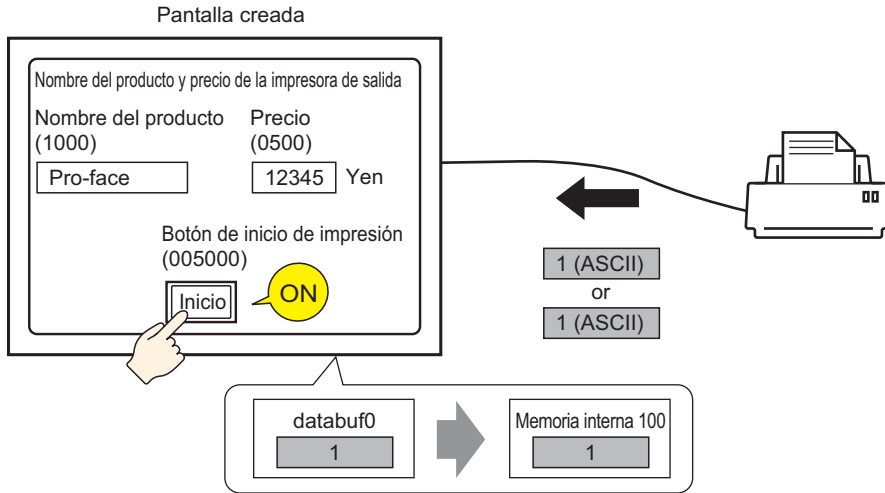 Pantalla creada
Nombre del producto y precio de la impresora de salida
Nombre del producto
(1000)
Precio
(0500)
Pro-face
12345
Yen
Botón de inicio de impresión
(005000)
Inicio
ON
1 (ASCII)
or
1 (ASCII)
databuf0
1
Memoria interna 100
1